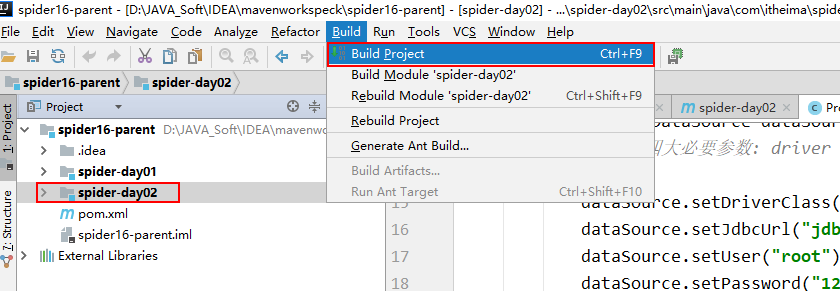 spider16-parent - [D:\JAVA_Soft\IDEA\mavenworkspeck\spider16-parent] - [spider-day02] - ...\spider-day02\src\main\java\com\itheima\spide
File Edit View Navigate Code Analyze Refactor Build Run Tools VCS Window Help
spider16-parent spider-day02
Build Project Ctrl+F9
Build Module 'spider-day02'
Rebuild Module 'spider-day02' Ctrl+Shift+F9
Rebuild Project
Generate Ant Build...
Build Artifacts...
Run Ant Target Ctrl+Shift+F10
1: Project
7: Structure
Project
spider16-parent D:\JAVA_Soft\IDEA\mavenwo
.idea
spider-day01
spider-day02
pom.xml
spider16-parent.iml
External Libraries
m spider-day02 × Pro
四大必要参数: driver
15 dataSource.setDriverClass(
16 dataSource.setJdbcUrl("jdb
17 dataSource.setUser("root")
18 dataSource.setPassword("12